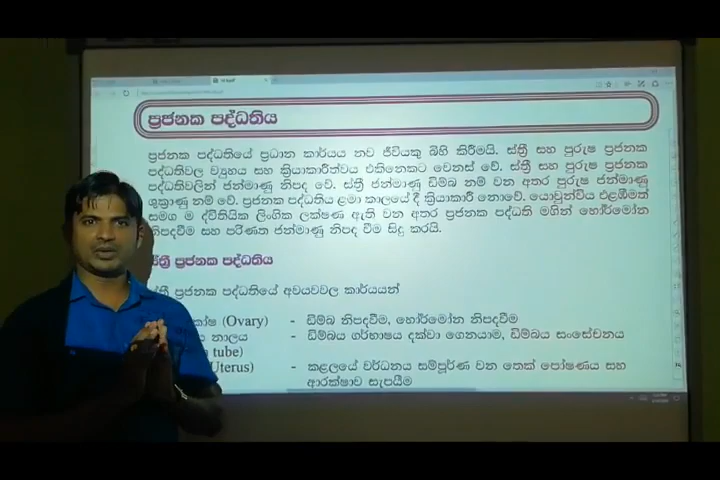 ප්‍රජනක පද්ධතිය
ප්‍රජනක පද්ධතියේ ප්‍රධාන කාර්යය නව ජීවියකු බිහි කිරීමයි. ස්ත්‍රී සහ පුරුෂ ප්‍රජනක
පද්ධතිවල ව්‍යුහය සහ ක්‍රියාකාරීත්වය එකිනෙකට වෙනස් වේ. ස්ත්‍රී සහ පුරුෂ ප්‍රජනක
පද්ධතිවලින් ජන්මාණු නිපද වේ. ස්ත්‍රී ජන්මාණු ඩිම්බ නම් වන අතර පුරුෂ ජන්මාණු
ශුක්‍රාණු නම් වේ. ප්‍රජනක පද්ධතිය ළමා කාලයේ දී ක්‍රියාකාරී නොවේ. යොවුන්විය එළඹීමත්
සමග ම ද්විතීයික ලිංගික ලක්ෂණ ඇති වන අතර ප්‍රජනක පද්ධති මගින් හෝර්මෝන
නිපදවීම සහ පරිණත ජන්මාණු නිපද වීම සිදු කරයි.
ස්ත්‍රී ප්‍රජනක පද්ධතිය
ස්ත්‍රී ප්‍රජනක පද්ධතියේ අවයවවල කාර්යයන්
(Ovary) - ඩිම්බ නිපදවීම, හෝර්මෝන නිපදවීම
නාලය - ඩිම්බය ගර්භාෂය දක්වා ගෙනයාම, ඩිම්බය සංසේචනය
tube)
Uterus) - කළලයේ වර්ධනය සම්පූර්ණ වන තෙක් පෝෂණය සහ
ආරක්ෂාව සැපයීම